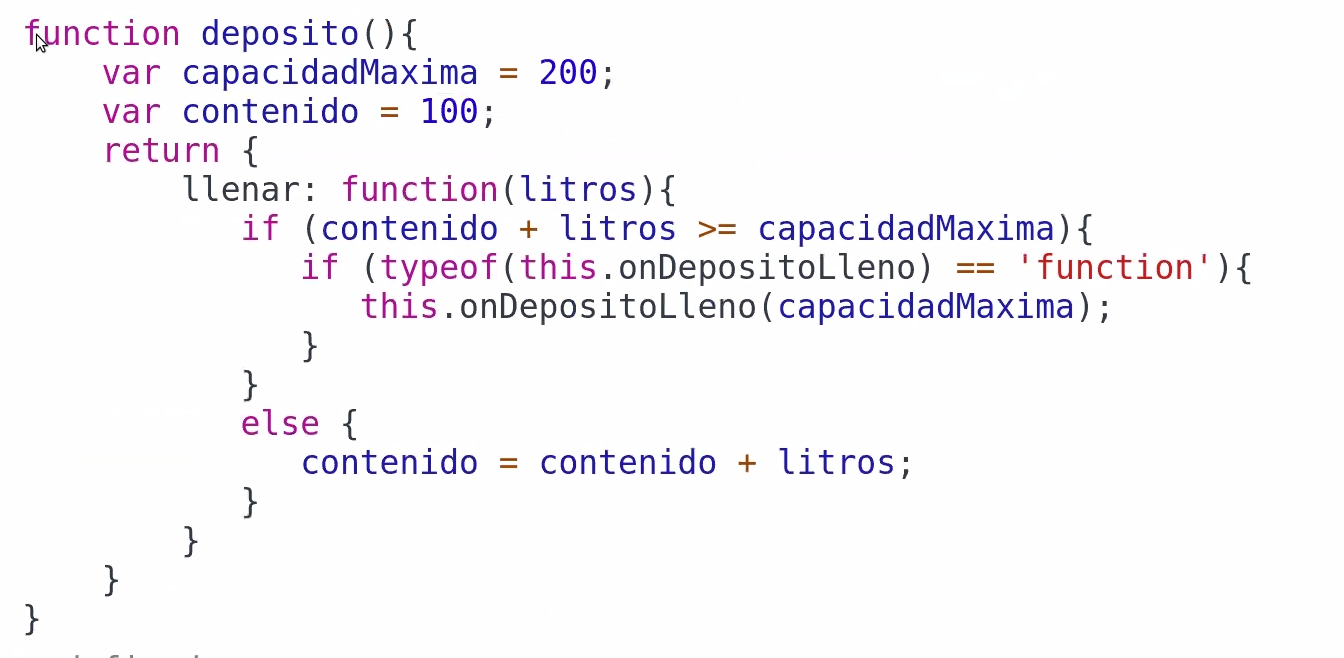 function deposito(){
    var capacidadMaxima = 200;
    var contenido = 100;
    return {
        llenar: function(litros){
           if (contenido + litros >= capacidadMaxima){
              if (typeof(this.onDepositoLleno) == 'function'){
                 this.onDepositoLleno(capacidadMaxima);
              }
           }
           else {
              contenido = contenido + litros;
           }
        }
    }
}